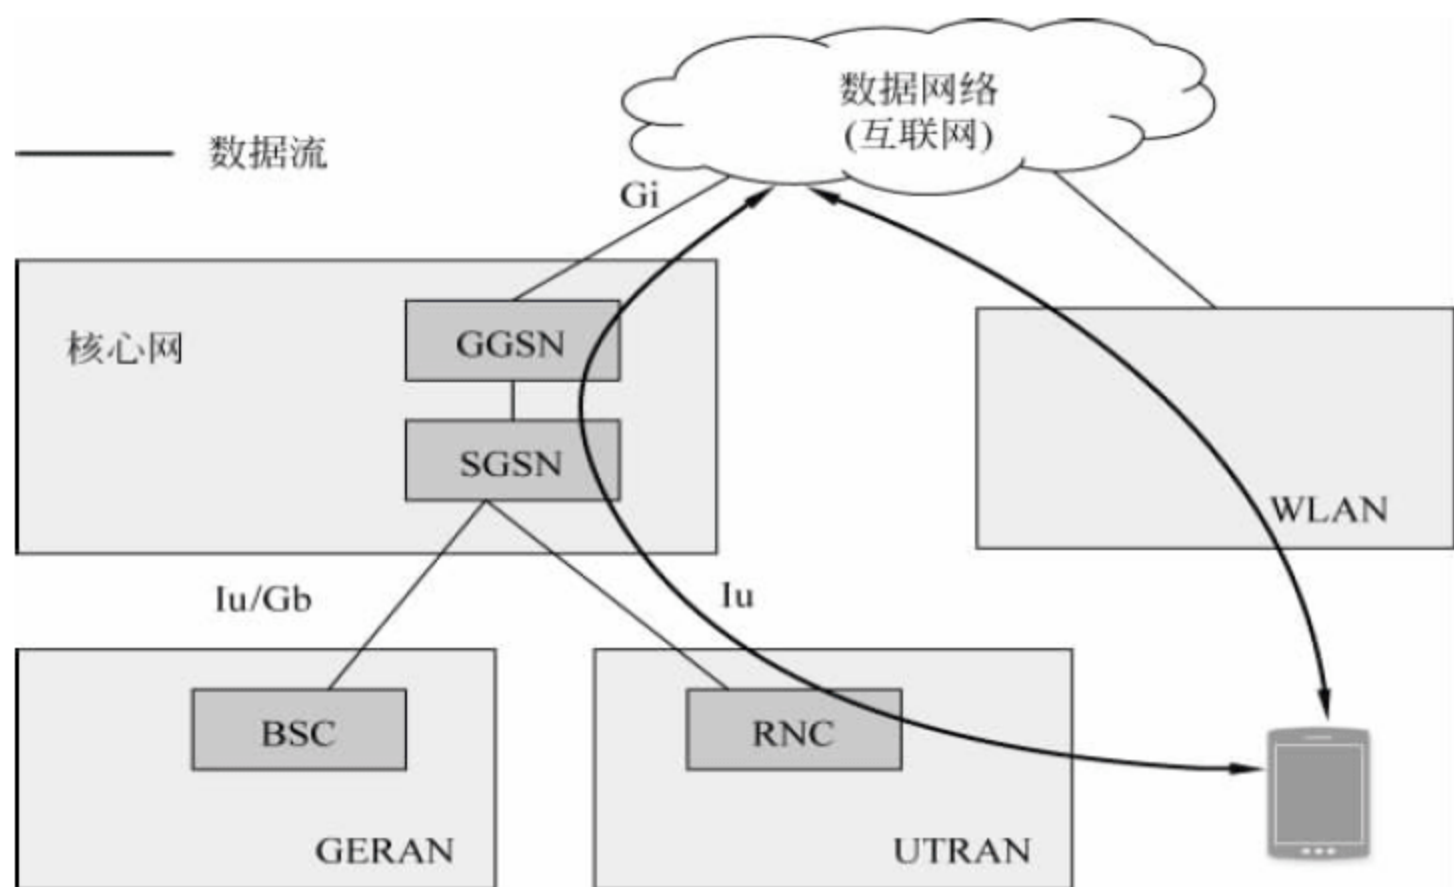 数据网络
(互联网)
数据流
Gi
核心网
GGSN
SGSN
WLAN
Iu/Gb
Iu
BSC
RNC
GERAN
UTRAN